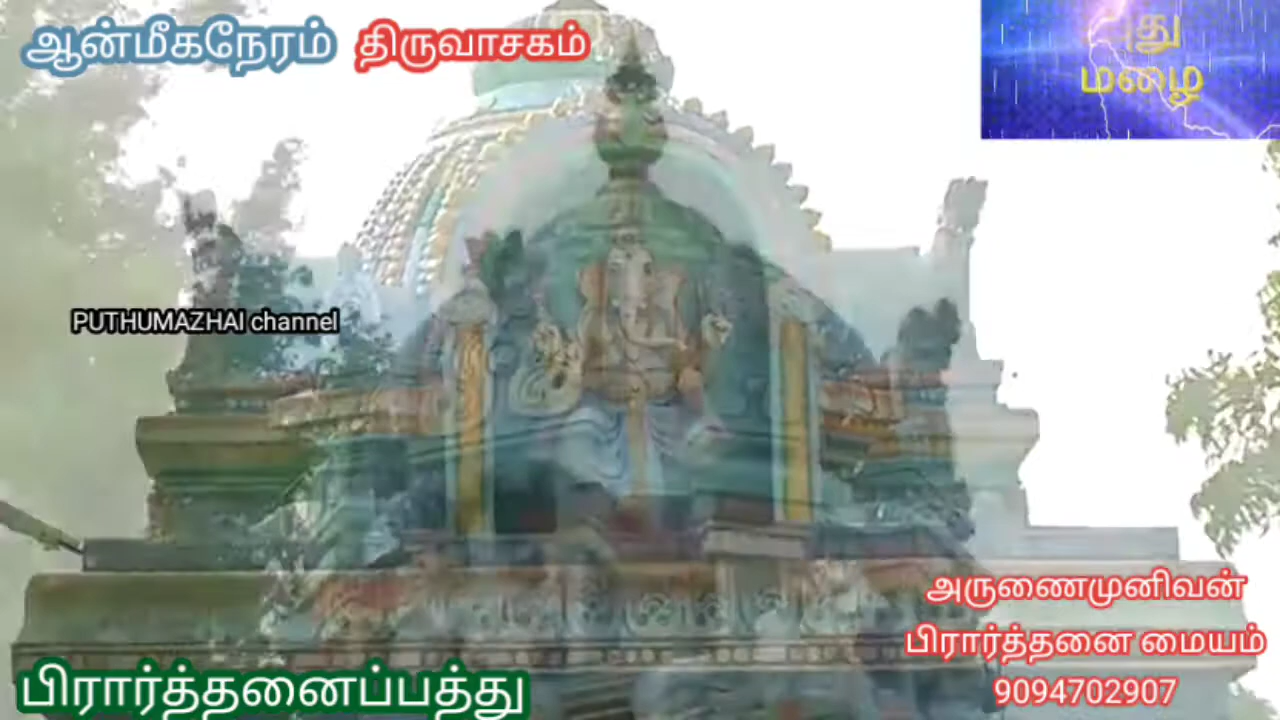 ஆன்மீகநேரம் திருவாசகம்
மழை
PUTHUMAZHAI channel
அருணைமுனிவன்
பிரார்த்தனை மையம்
9094702907
பிரார்த்தனைப்பத்து